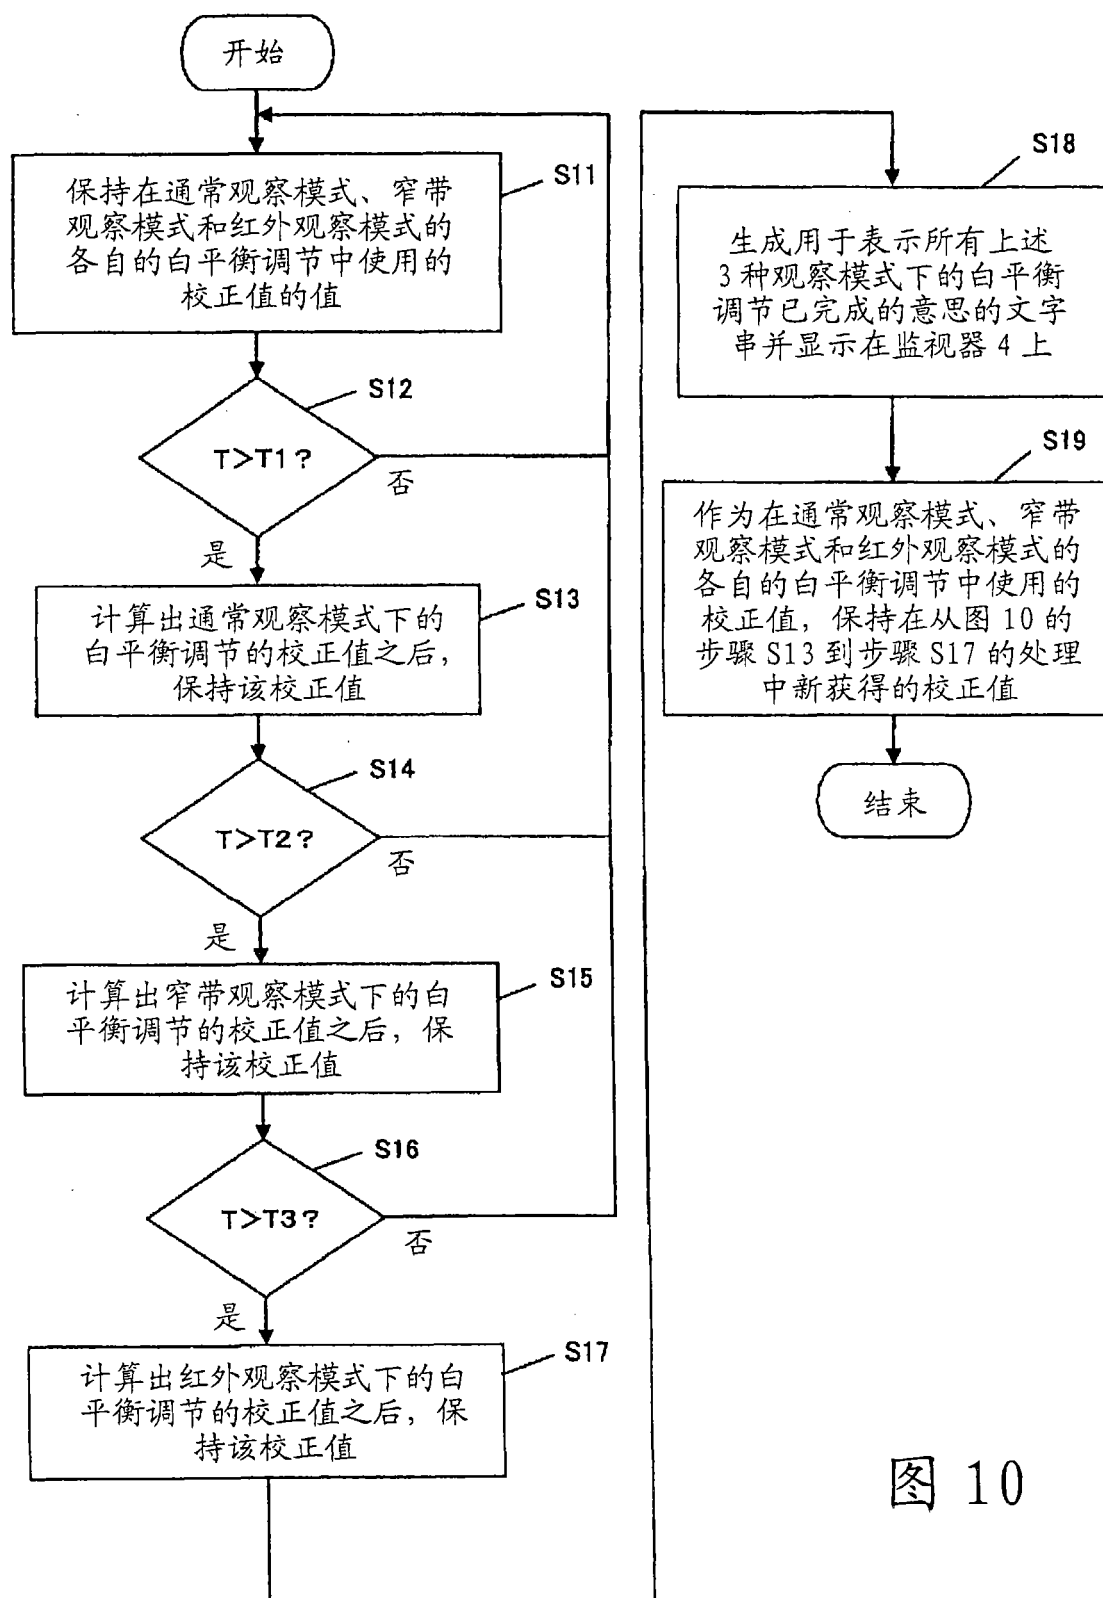 开始
S11
保持在通常观察模式、窄带
观察模式和红外观察模式的
各自的白平衡调节中使用的
校正值的值
S12
T>T1?
否
是
S13
计算出通常观察模式下的
白平衡调节的校正值之后，
保持该校正值
S14
T>T2?
否
是
S15
计算出窄带观察模式下的白
平衡调节的校正值之后，保
持该校正值
S16
T>T3?
否
是
S17
计算出红外观察模式下的白
平衡调节的校正值之后，保
持该校正值
S18
生成用于表示所有上述
3种观察模式下的白平衡
调节已完成的意思的文字
串并显示在监视器4上
S19
作为在通常观察模式、窄带
观察模式和红外观察模式的
各自的白平衡调节中使用的
校正值，保持在从图10的
步骤S13到步骤S17的处理
中新获得的校正值
结束
图 10